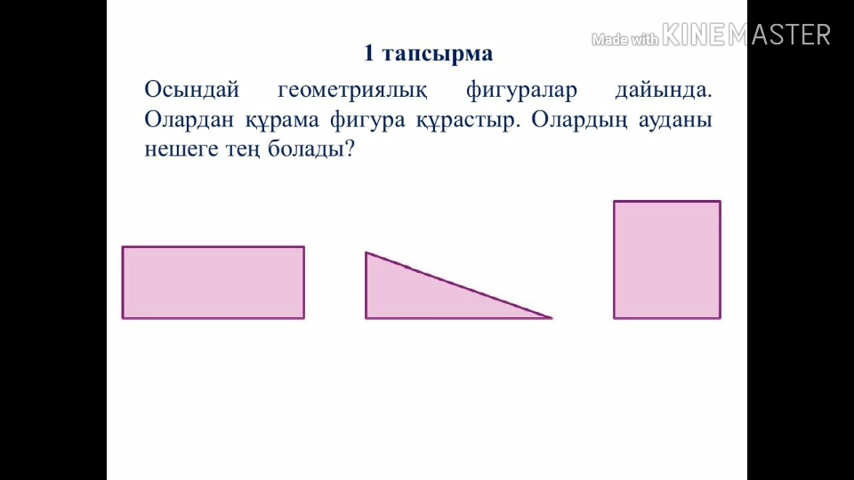 Made with KINEMASTER
1 тапсырма
Осындай геометриялық фигуралар дайында.
Олардан құрама фигура құрастыр. Олардың ауданы
нешеге тең болады?